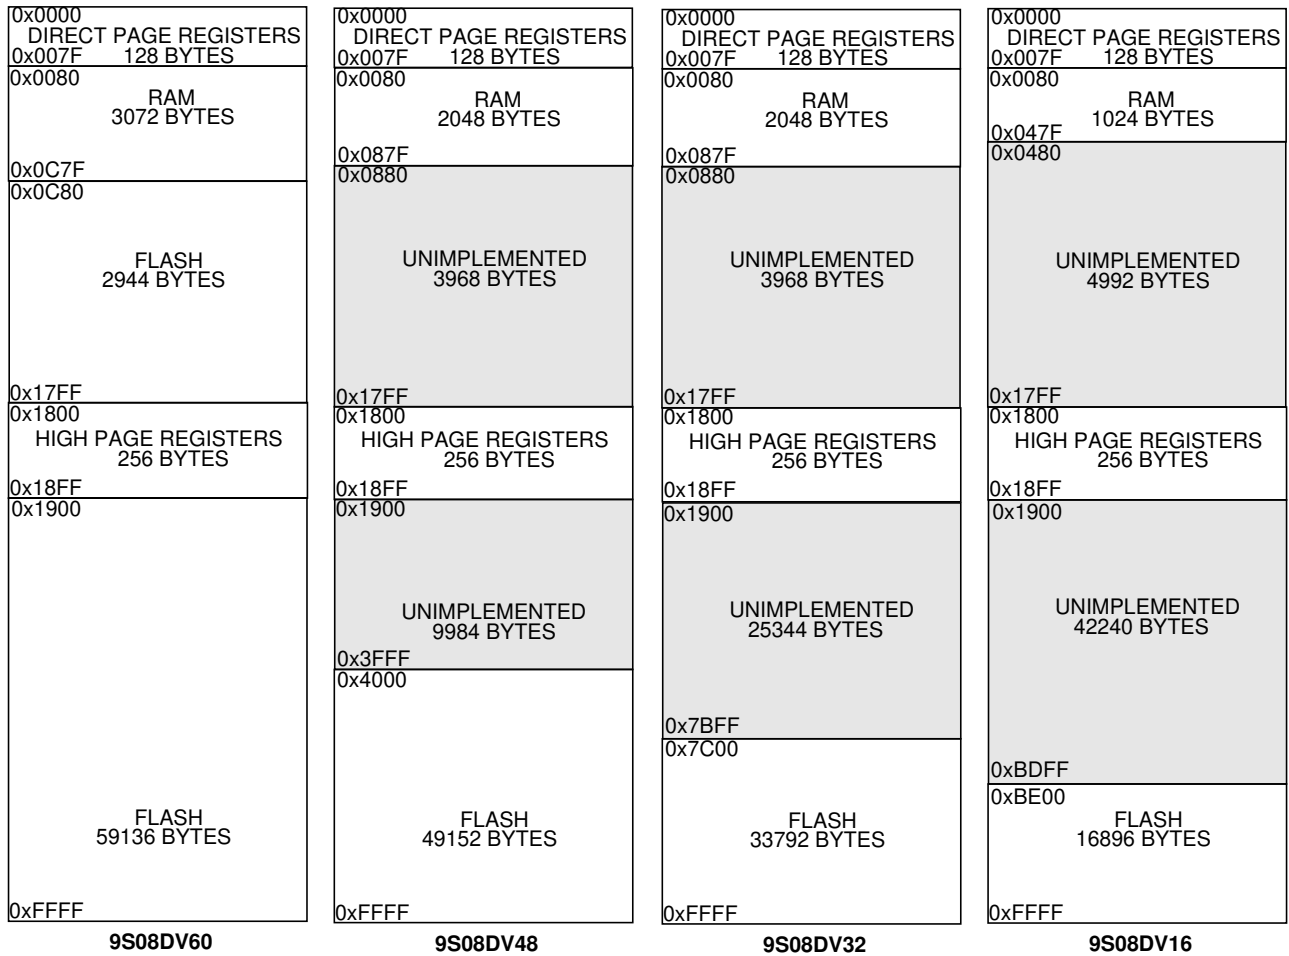 0x0000
DIRECT PAGE REGISTERS
0x007F 128 BYTES
0x0080
RAM
3072 BYTES
0x0C7F
0x0C80
FLASH
2944 BYTES
0x17FF
0x1800
HIGH PAGE REGISTERS
256 BYTES
0x18FF
0x1900
FLASH
59136 BYTES
0xFFFF
9S08DV60
0x0000
DIRECT PAGE REGISTERS
0x007F 128 BYTES
0x0080
RAM
2048 BYTES
0x087F
0x0880
UNIMPLEMENTED
3968 BYTES
0x17FF
0x1800
HIGH PAGE REGISTERS
256 BYTES
0x18FF
0x1900
UNIMPLEMENTED
9984 BYTES
0x3FFF
0x4000
FLASH
49152 BYTES
0xFFFF
9S08DV48
0x0000
DIRECT PAGE REGISTERS
0x007F 128 BYTES
0x0080
RAM
2048 BYTES
0x087F
0x0880
UNIMPLEMENTED
3968 BYTES
0x17FF
0x1800
HIGH PAGE REGISTERS
256 BYTES
0x18FF
0x1900
UNIMPLEMENTED
25344 BYTES
0x7BFF
0x7C00
FLASH
33792 BYTES
0xFFFF
9S08DV32
0x0000
DIRECT PAGE REGISTERS
0x007F 128 BYTES
0x0080
RAM
1024 BYTES
0x047F
0x0480
UNIMPLEMENTED
4992 BYTES
0x17FF
0x1800
HIGH PAGE REGISTERS
256 BYTES
0x18FF
0x1900
UNIMPLEMENTED
42240 BYTES
0xBDFF
0xBE00
FLASH
16896 BYTES
0xFFFF
9S08DV16